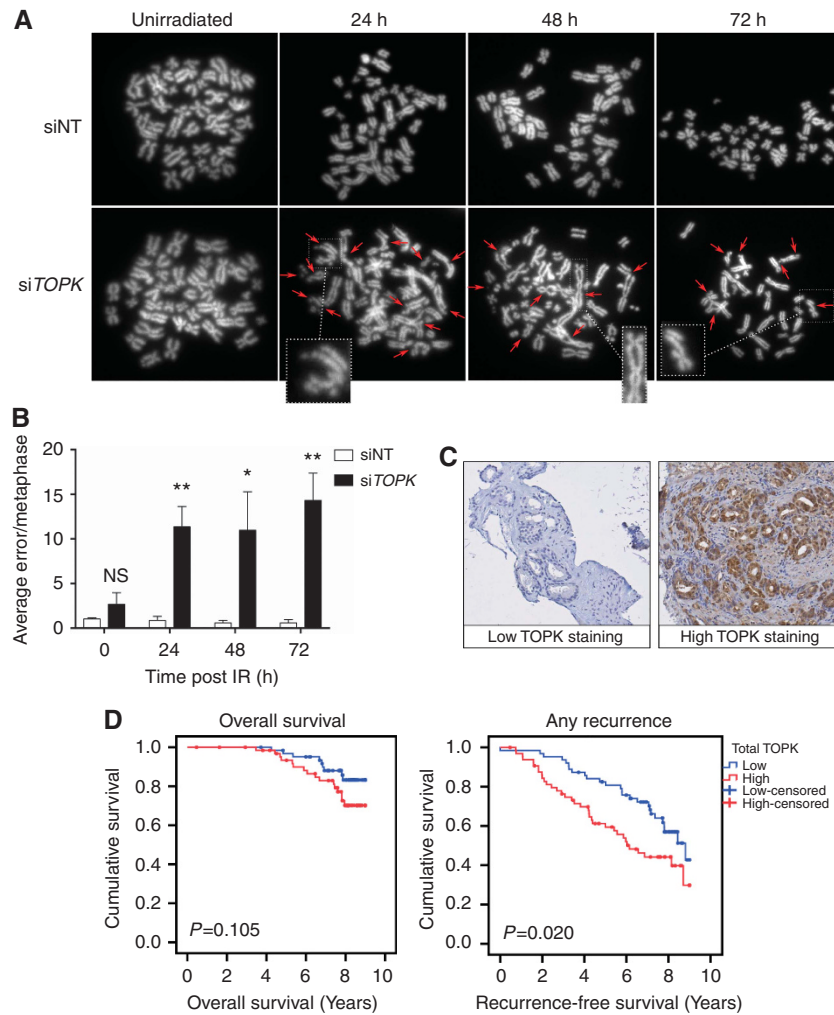 A
Unirradiated
24 h
48 h
72 h
siNT
siTOPK
B
Average error/metaphase
20
15
10
5
0
NS
**
*
**
siNT
siTOPK
0
24
48
72
Time post IR (h)
C
Low TOPK staining
High TOPK staining
D
Overall survival
Cumulative survival
1.0
0.8
0.6
0.4
0.2
0.0
P=0.105
0 2 4 6 8 10
Overall survival (Years)
Any recurrence
Cumulative survival
1.0
0.8
0.6
0.4
0.2
0.0
P=0.020
0 2 4 6 8 10
Recurrence-free survival (Years)
Total TOPK
Low
High
Low-censored
High-censored